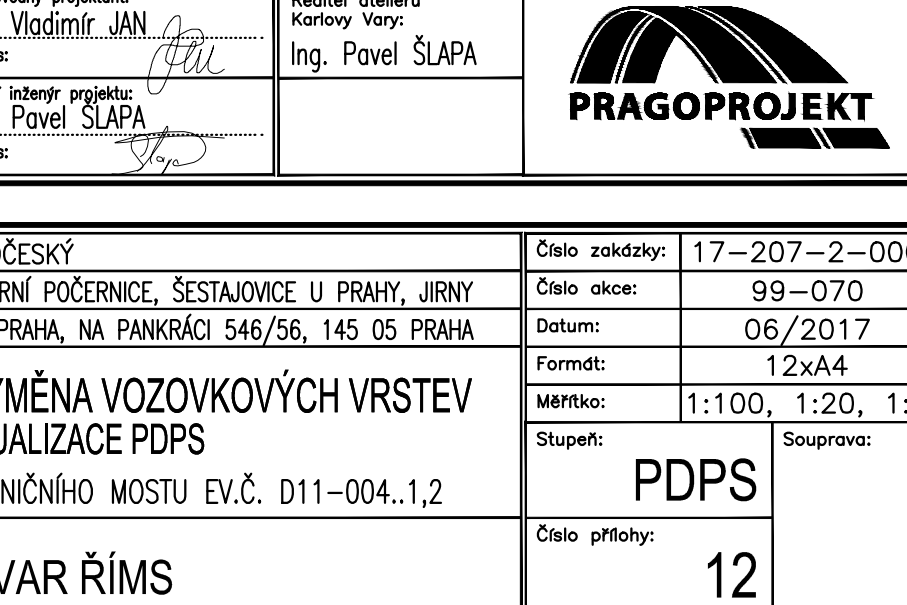 Vladimír JAN
inženýr projektu:
Pavel ŠLAPA
Ředitel ateliéru
Karlovy Vary:
Ing. Pavel ŠLAPA
PRAGOPROJEKT
OČESKÝ
RNÍ POČERNICE, ŠESTAJOVICE U PRAHY, JIRNY
PRAHA, NA PANKRÁCI 546/56, 145 05 PRAHA
ÝMĚNA VOZOVKOVÝCH VRSTEV
UALIZACE PDPS
NIČNÍHO MOSTU EV.Č. D11-004..1,2
VAR ŘÍMS
Číslo zakázky: 17-207-2-00
Číslo akce: 99-070
Datum: 06/2017
Formát: 12xA4
Měřítko: 1:100, 1:20, 1:
Stupeň:
PDPS
Souprava:
Číslo přílohy:
12